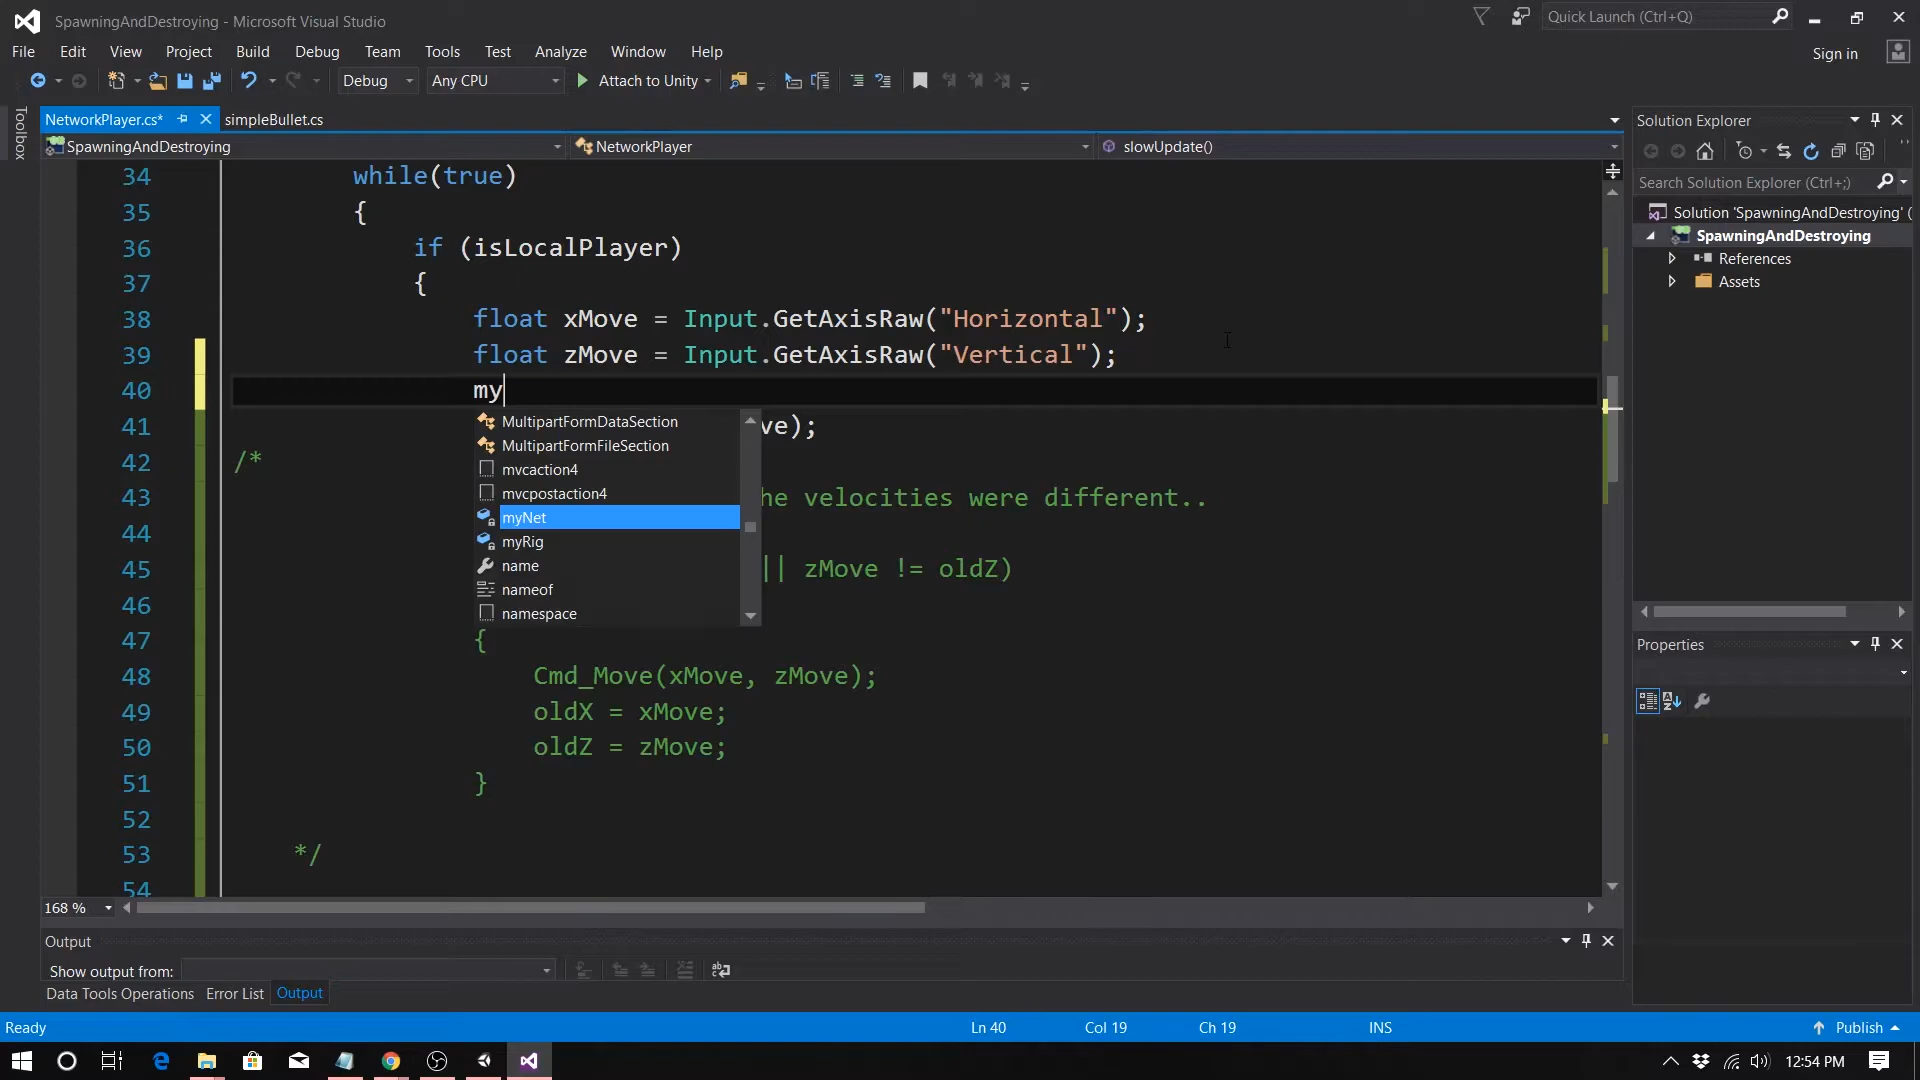 SpawningAndDestroying - Microsoft Visual Studio
Quick Launch (Ctrl+Q)
File Edit View Project Build Debug Team Tools Test Analyze Window Help
Sign in
Debug Any CPU Attach to Unity
Toolbox
NetworkPlayer.cs* simpleBullet.cs
SpawningAndDestroying NetworkPlayer slowUpdate()
34 while(true)
35 {
36 if (isLocalPlayer)
37 {
38 float xMove = Input.GetAxisRaw("Horizontal");
39 float zMove = Input.GetAxisRaw("Vertical");
40 my
41 ve);
42 /*
43 he velocities were different..
44
45 || zMove != oldZ)
46
47 {
48 Cmd_Move(xMove, zMove);
49 oldX = xMove;
50 oldZ = zMove;
51 }
52
53 */
54
MultipartFormDataSection
MultipartFormFileSection
mvcaction4
mvcpostaction4
myNet
myRig
name
nameof
namespace
168 %
Output
Show output from:
Data Tools Operations Error List Output
Solution Explorer
Search Solution Explorer (Ctrl+;)
Solution 'SpawningAndDestroying' (
SpawningAndDestroying
References
Assets
Properties
Ready Ln 40 Col 19 Ch 19 INS Publish
12:54 PM